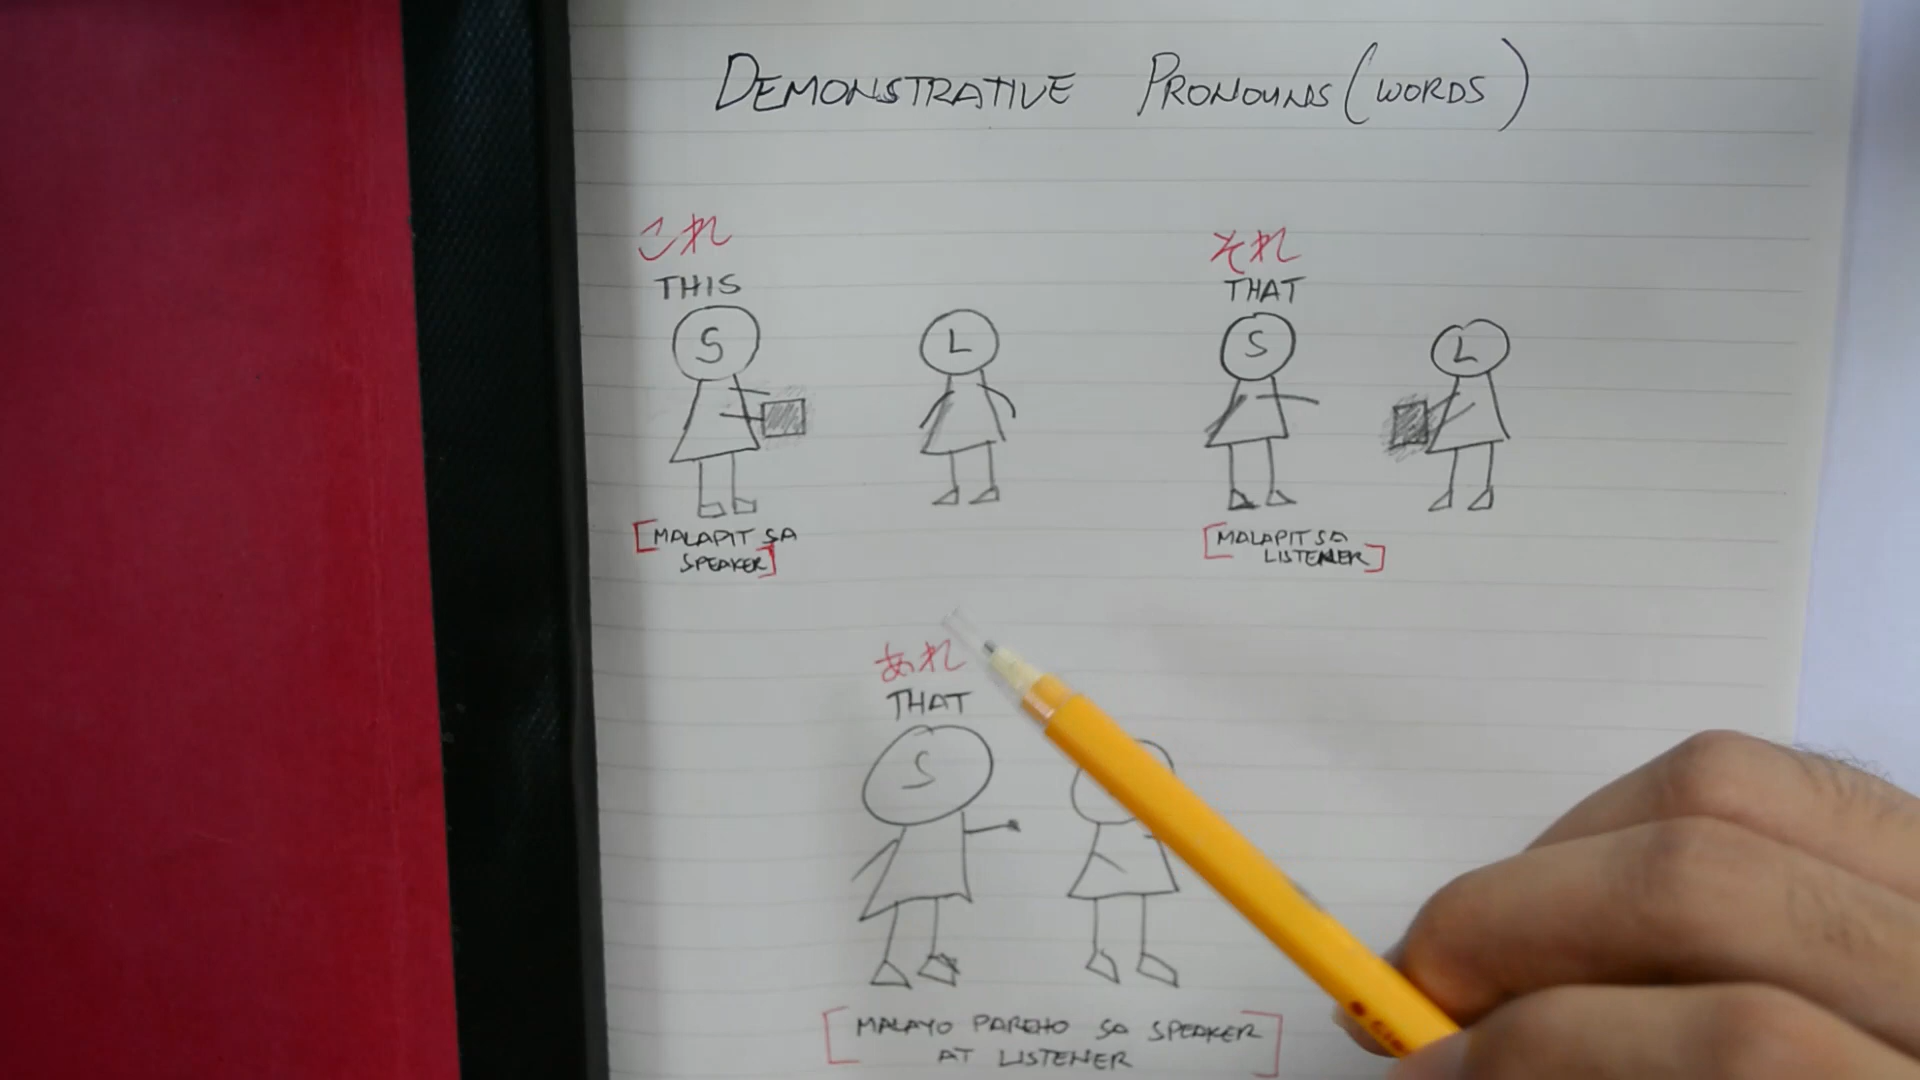 DEMONSTRATIVE PRONOUNS (WORDS)
これ
THIS
S
L
[MALAPIT SA
SPEAKER]
それ
THAT
S
L
[MALAPIT SA
LISTENER]
あれ
THAT
S
[MALAYO PAREHO SA SPEAKER
AT LISTENER]